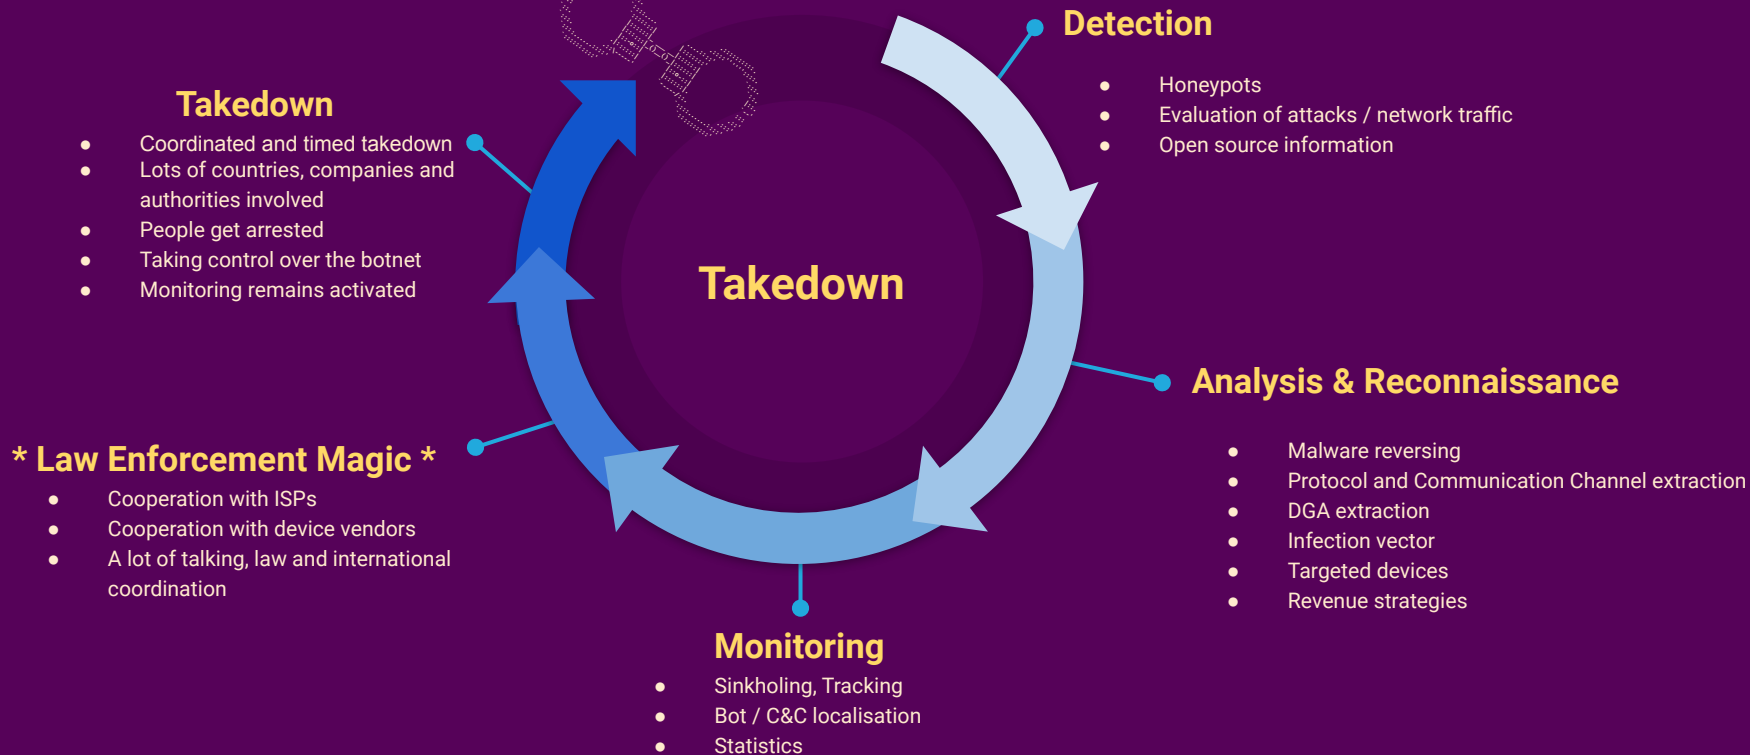 Detection
● Honeypots
● Evaluation of attacks / network traffic
● Open source information
Takedown
● Coordinated and timed takedown
● Lots of countries, companies and
authorities involved
● People get arrested
● Taking control over the botnet
● Monitoring remains activated
Takedown
Analysis & Reconnaissance
● Malware reversing
● Protocol and Communication Channel extraction
● DGA extraction
● Infection vector
● Targeted devices
● Revenue strategies
* Law Enforcement Magic *
● Cooperation with ISPs
● Cooperation with device vendors
● A lot of talking, law and international
coordination
Monitoring
● Sinkholing, Tracking
● Bot / C&C localisation
● Statistics